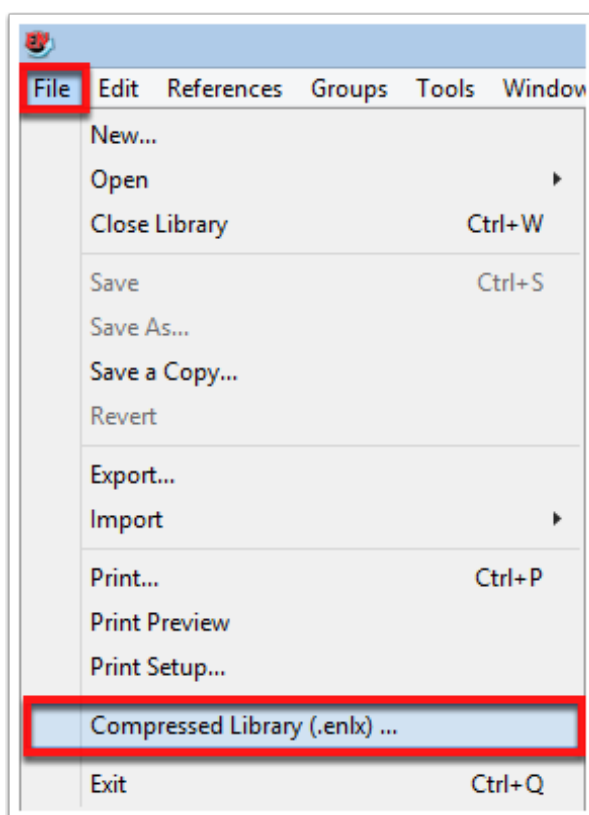 File Edit References Groups Tools Window
New...
Open
Close Library Ctrl+W
Save Ctrl+S
Save As...
Save a Copy...
Revert
Export...
Import
Print... Ctrl+P
Print Preview
Print Setup...
Compressed Library (.enlx) ...
Exit Ctrl+Q